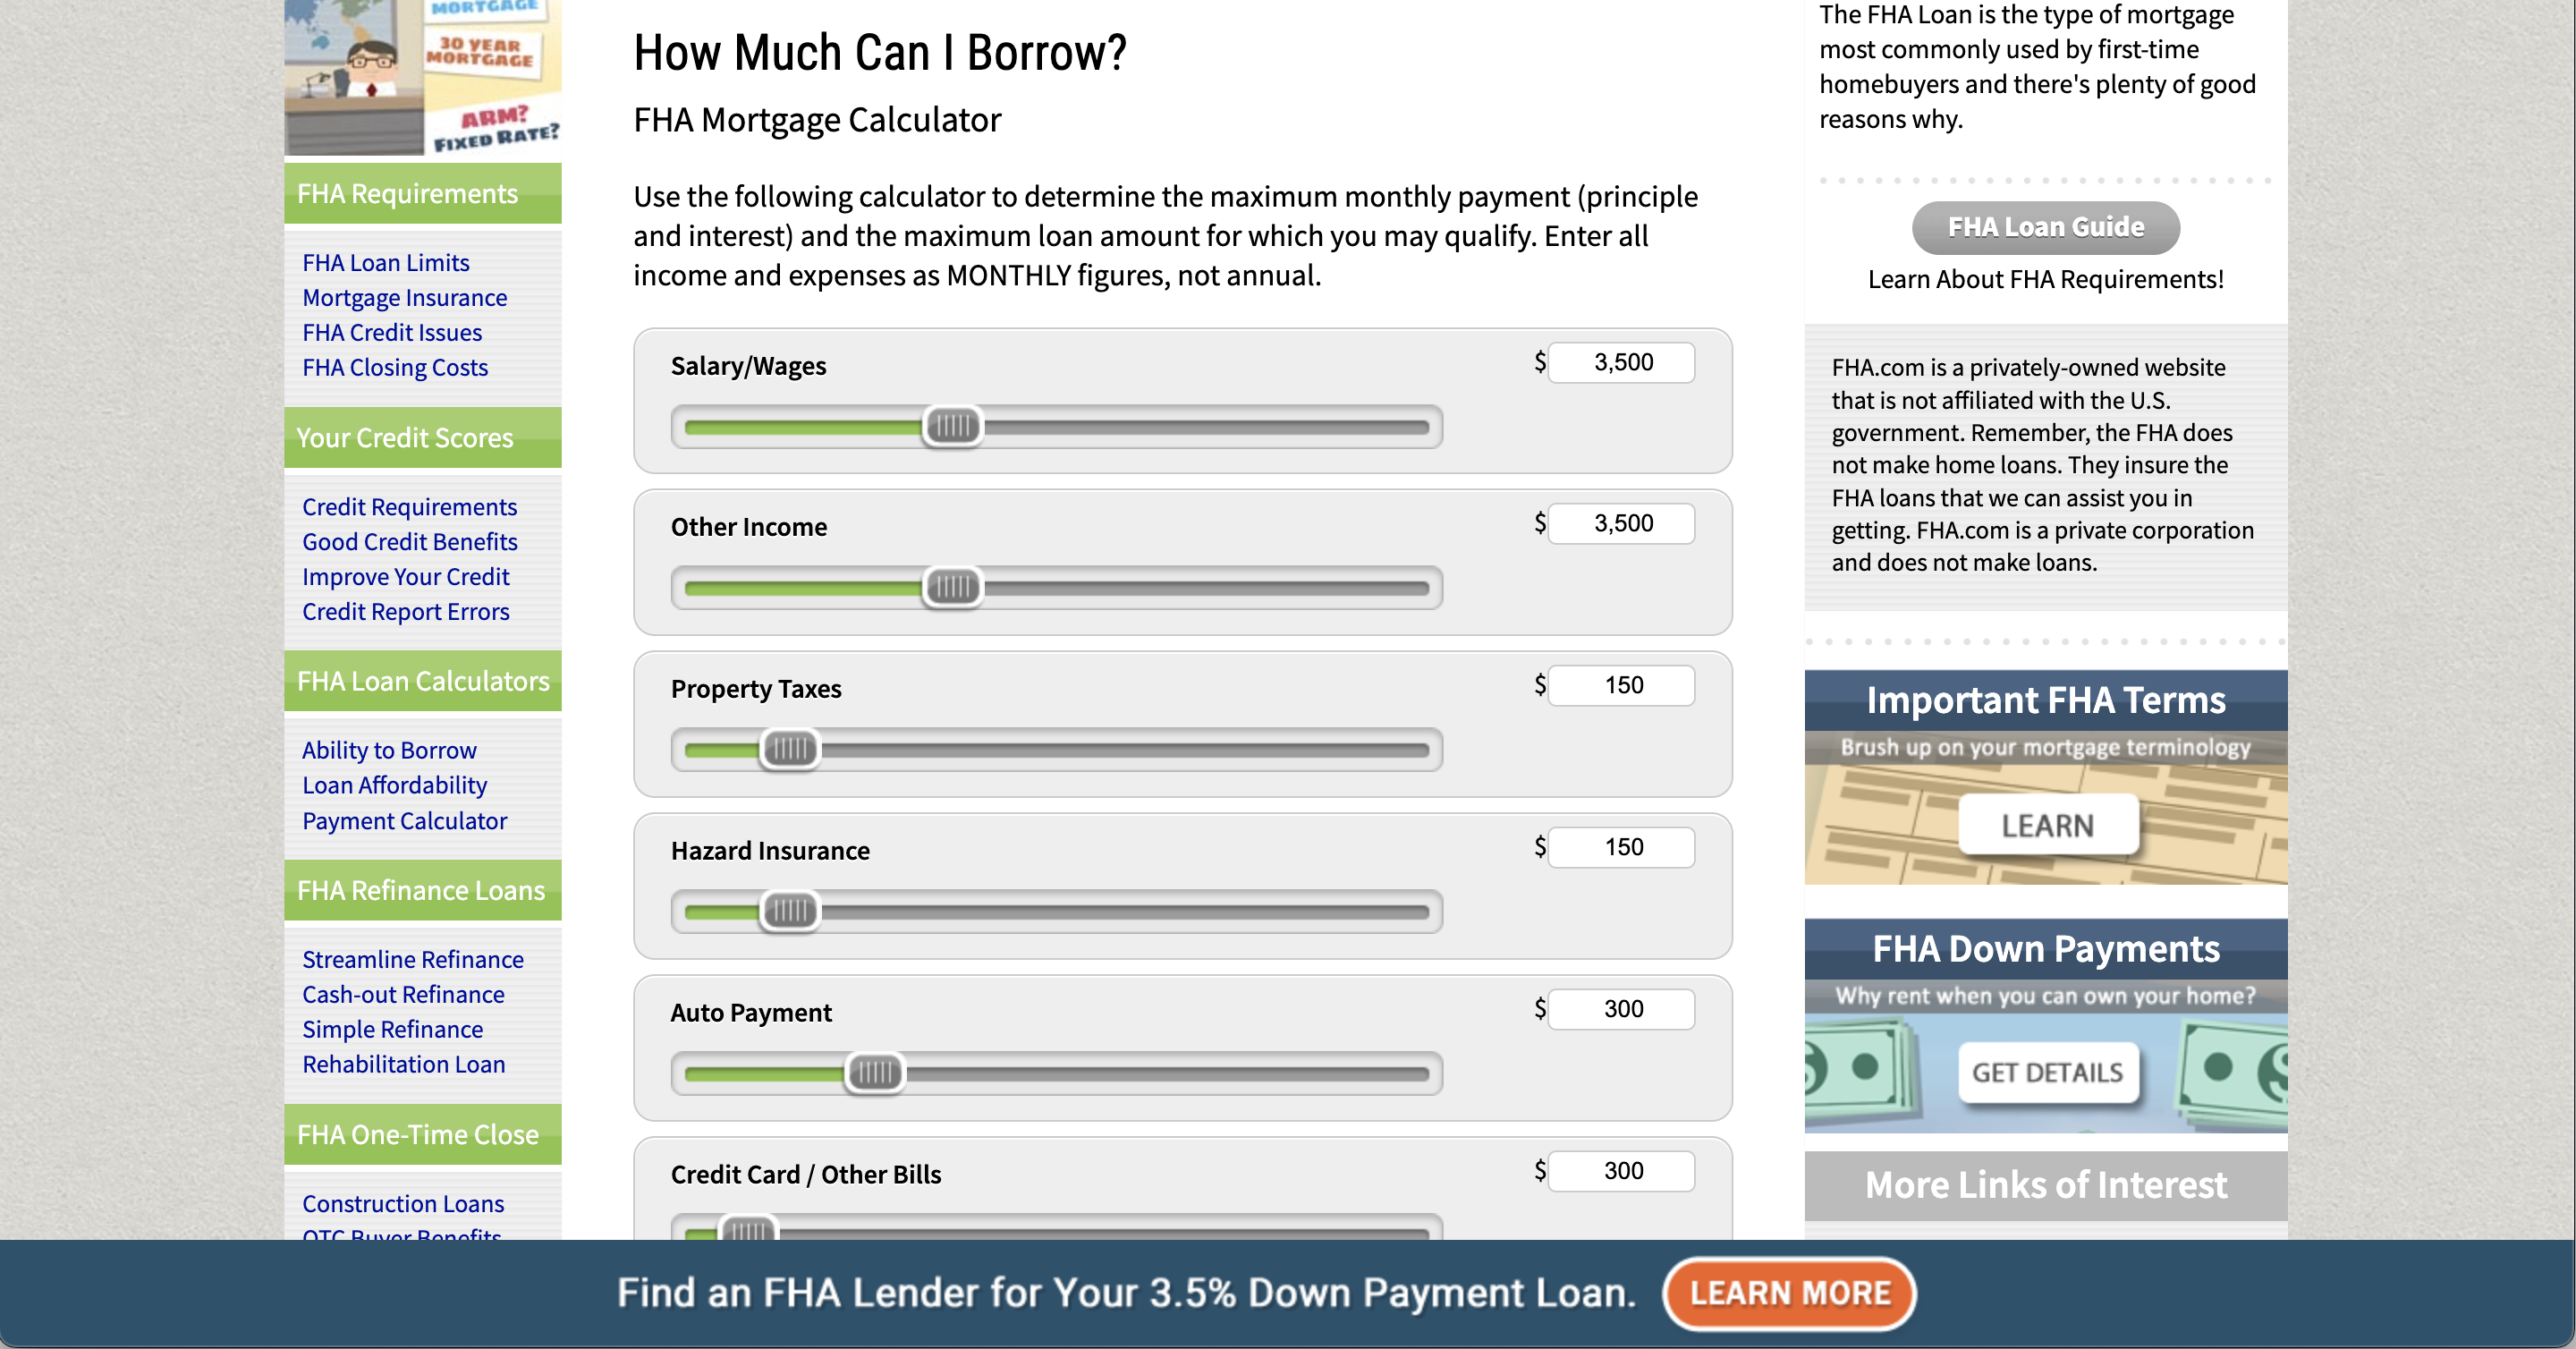 MORTGAGE
30 YEAR
MORTGAGE
ARM?
FIXED RATE?
FHA Requirements
FHA Loan Limits
Mortgage Insurance
FHA Credit Issues
FHA Closing Costs
Your Credit Scores
Credit Requirements
Good Credit Benefits
Improve Your Credit
Credit Report Errors
FHA Loan Calculators
Ability to Borrow
Loan Affordability
Payment Calculator
FHA Refinance Loans
Streamline Refinance
Cash-out Refinance
Simple Refinance
Rehabilitation Loan
FHA One-Time Close
Construction Loans
OTC Buyer Benefits
How Much Can I Borrow?
FHA Mortgage Calculator
Use the following calculator to determine the maximum monthly payment (principle
and interest) and the maximum loan amount for which you may qualify. Enter all
income and expenses as MONTHLY figures, not annual.
Salary/Wages $ 3,500
Other Income $ 3,500
Property Taxes $ 150
Hazard Insurance $ 150
Auto Payment $ 300
Credit Card / Other Bills $ 300
The FHA Loan is the type of mortgage
most commonly used by first-time
homebuyers and there's plenty of good
reasons why.
FHA Loan Guide
Learn About FHA Requirements!
FHA.com is a privately-owned website
that is not affiliated with the U.S.
government. Remember, the FHA does
not make home loans. They insure the
FHA loans that we can assist you in
getting. FHA.com is a private corporation
and does not make loans.
Important FHA Terms
Brush up on your mortgage terminology
LEARN
FHA Down Payments
Why rent when you can own your home?
GET DETAILS
More Links of Interest
Find an FHA Lender for Your 3.5% Down Payment Loan. LEARN MORE